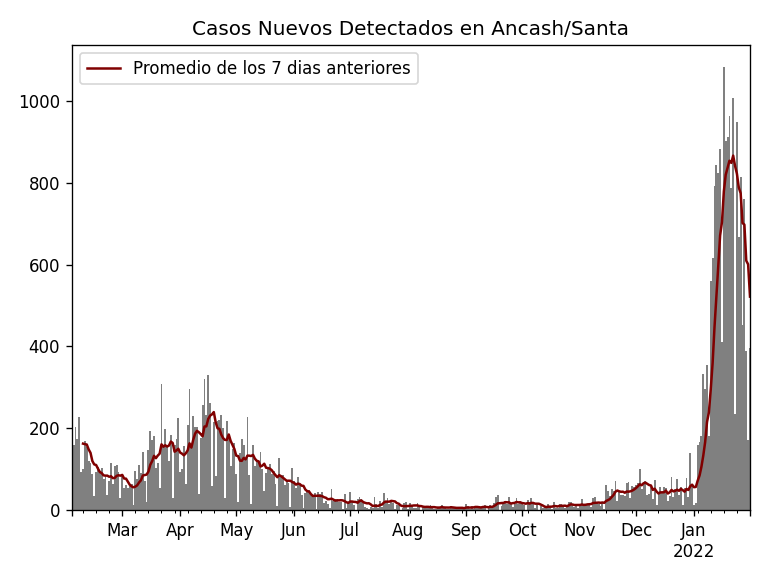 Casos Nuevos Detectados en Ancash/Santa
Promedio de los 7 dias anteriores
1000
800
600
400
200
0
Mar Apr May Jun Jul Aug Sep Oct Nov Dec Jan
2022